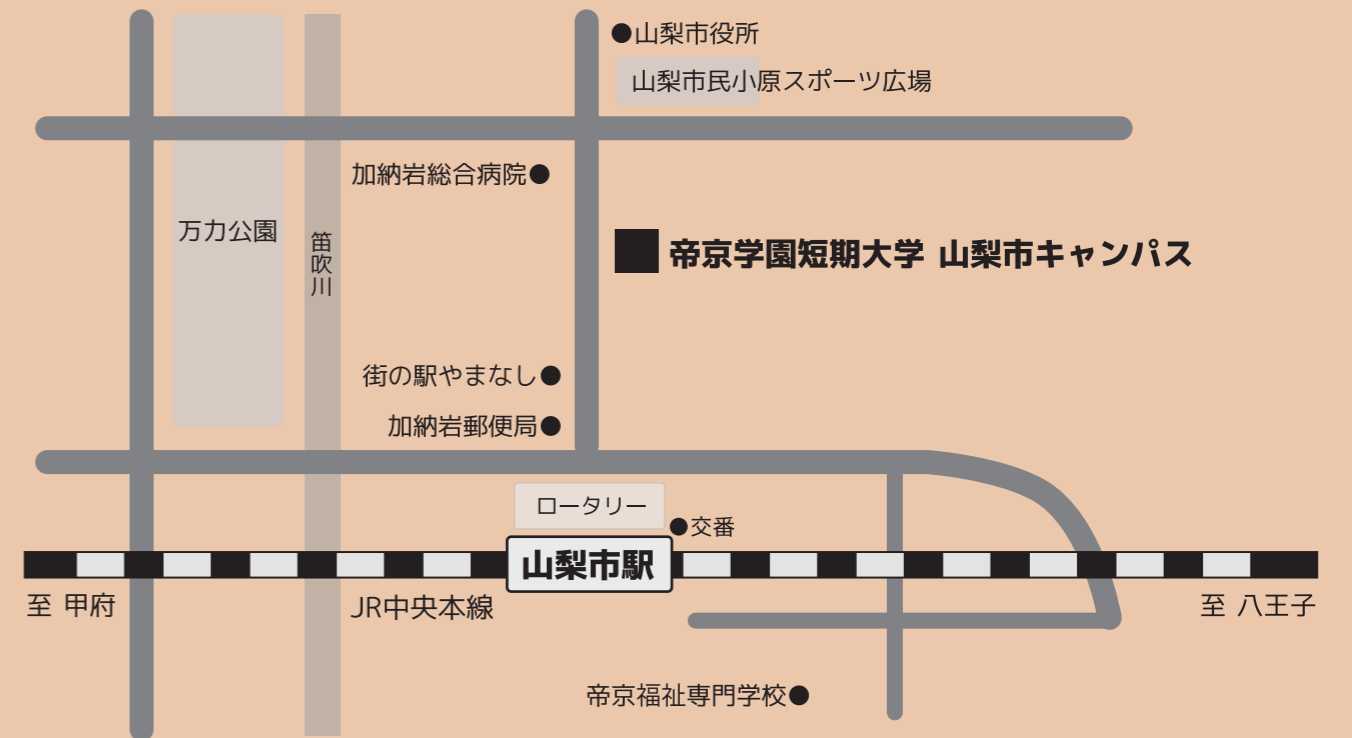 ●山梨市役所
山梨市民小原スポーツ広場
加納岩総合病院●
万力公園
笛吹川
帝京学園短期大学 山梨市キャンパス
街の駅やまなし●
加納岩郵便局●
ロータリー
●交番
山梨市駅
至 甲府
JR中央本線
至 八王子
帝京福祉専門学校●